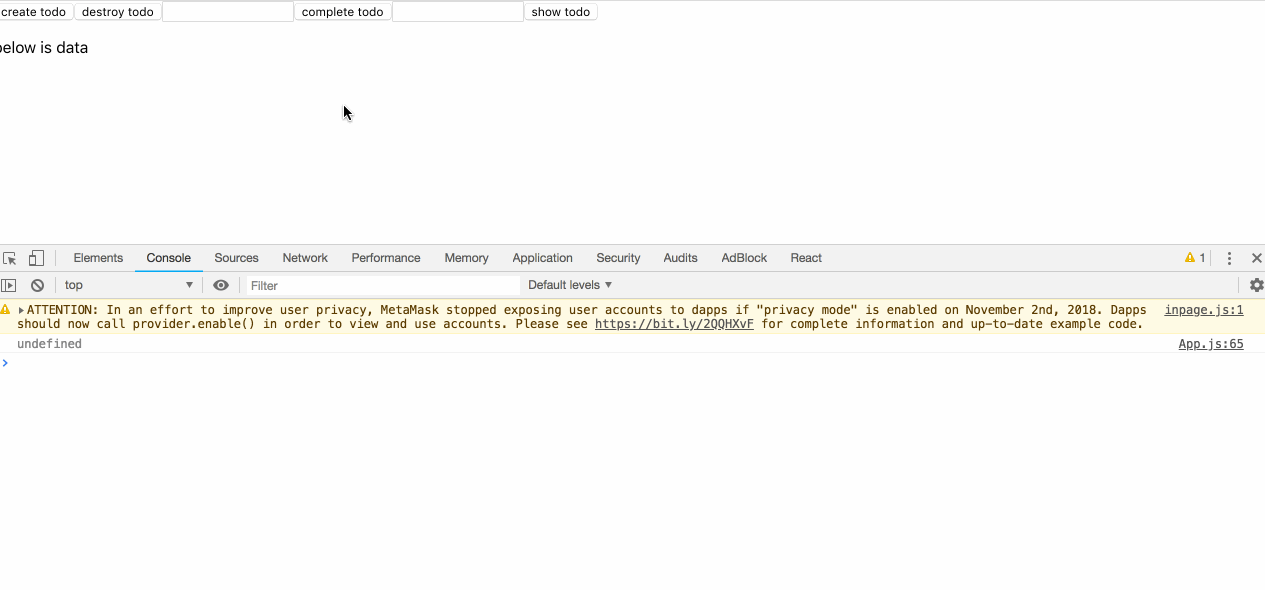 create todo destroy todo complete todo show todo
below is data
Elements Console Sources Network Performance Memory Application Security Audits AdBlock React 1
top Filter Default levels
ATTENTION: In an effort to improve user privacy, MetaMask stopped exposing user accounts to dapps if "privacy mode" is enabled on November 2nd, 2018. Dapps inpage.js:1
should now call provider.enable() in order to view and use accounts. Please see https://bit.ly/2QQHXvF for complete information and up-to-date example code.
undefined App.js:65